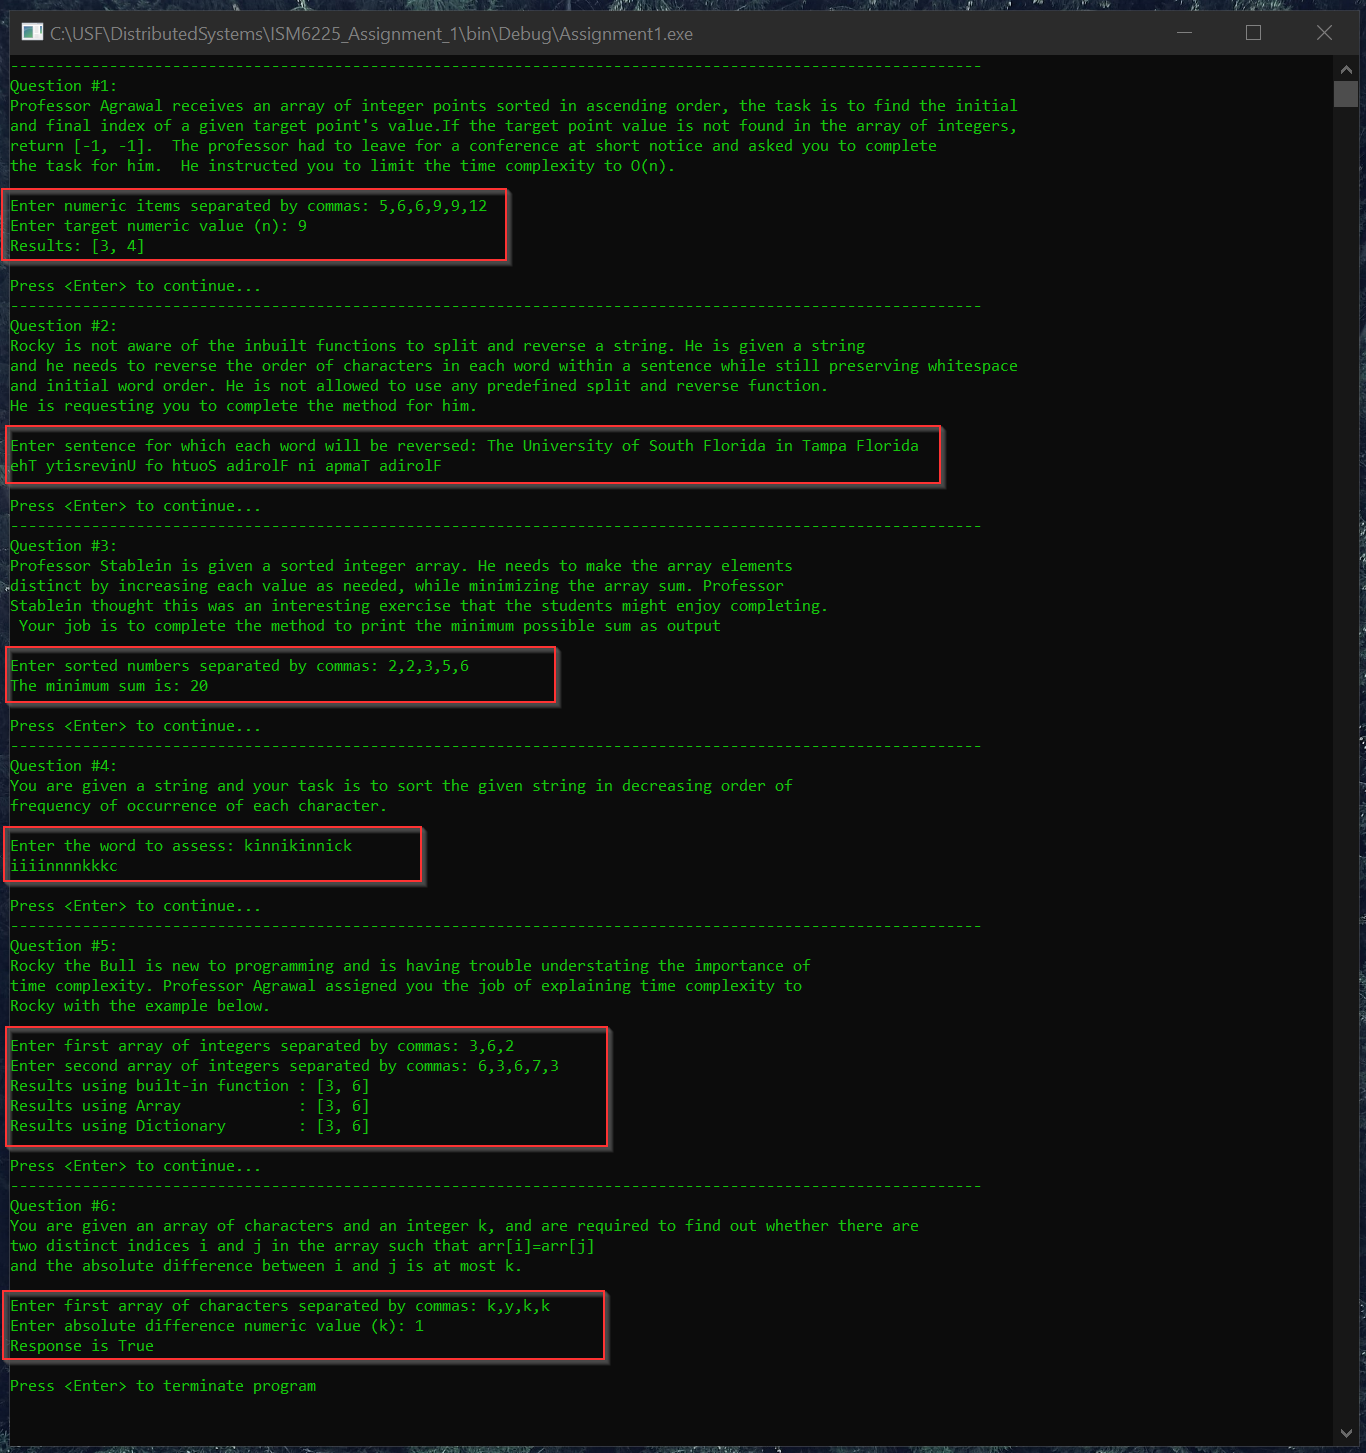 C:\USF\DistributedSystems\ISM6225_Assignment_1\bin\Debug\Assignment1.exe
------------------------------------------------------------------------------------------------------------
Question #1:
Professor Agrawal receives an array of integer points sorted in ascending order, the task is to find the initial
and final index of a given target point's value.If the target point value is not found in the array of integers,
return [-1, -1].  The professor had to leave for a conference at short notice and asked you to complete
the task for him.  He instructed you to limit the time complexity to O(n).
Enter numeric items separated by commas: 5,6,6,9,9,12
Enter target numeric value (n): 9
Results: [3, 4]
Press <Enter> to continue...
------------------------------------------------------------------------------------------------------------
Question #2:
Rocky is not aware of the inbuilt functions to split and reverse a string. He is given a string
and he needs to reverse the order of characters in each word within a sentence while still preserving whitespace
and initial word order. He is not allowed to use any predefined split and reverse function.
He is requesting you to complete the method for him.
Enter sentence for which each word will be reversed: The University of South Florida in Tampa Florida
ehT ytisrevinU fo htuoS adirolF ni apmaT adirolF
Press <Enter> to continue...
------------------------------------------------------------------------------------------------------------
Question #3:
Professor Stablein is given a sorted integer array. He needs to make the array elements
distinct by increasing each value as needed, while minimizing the array sum. Professor
Stablein thought this was an interesting exercise that the students might enjoy completing.
 Your job is to complete the method to print the minimum possible sum as output
Enter sorted numbers separated by commas: 2,2,3,5,6
The minimum sum is: 20
Press <Enter> to continue...
------------------------------------------------------------------------------------------------------------
Question #4:
You are given a string and your task is to sort the given string in decreasing order of
frequency of occurrence of each character.
Enter the word to assess: kinnikinnick
iiiinnnnkkkc
Press <Enter> to continue...
------------------------------------------------------------------------------------------------------------
Question #5:
Rocky the Bull is new to programming and is having trouble understating the importance of
time complexity. Professor Agrawal assigned you the job of explaining time complexity to
Rocky with the example below.
Enter first array of integers separated by commas: 3,6,2
Enter second array of integers separated by commas: 6,3,6,7,3
Results using built-in function : [3, 6]
Results using Array             : [3, 6]
Results using Dictionary        : [3, 6]
Press <Enter> to continue...
------------------------------------------------------------------------------------------------------------
Question #6:
You are given an array of characters and an integer k, and are required to find out whether there are
two distinct indices i and j in the array such that arr[i]=arr[j]
and the absolute difference between i and j is at most k.
Enter first array of characters separated by commas: k,y,k,k
Enter absolute difference numeric value (k): 1
Response is True
Press <Enter> to terminate program